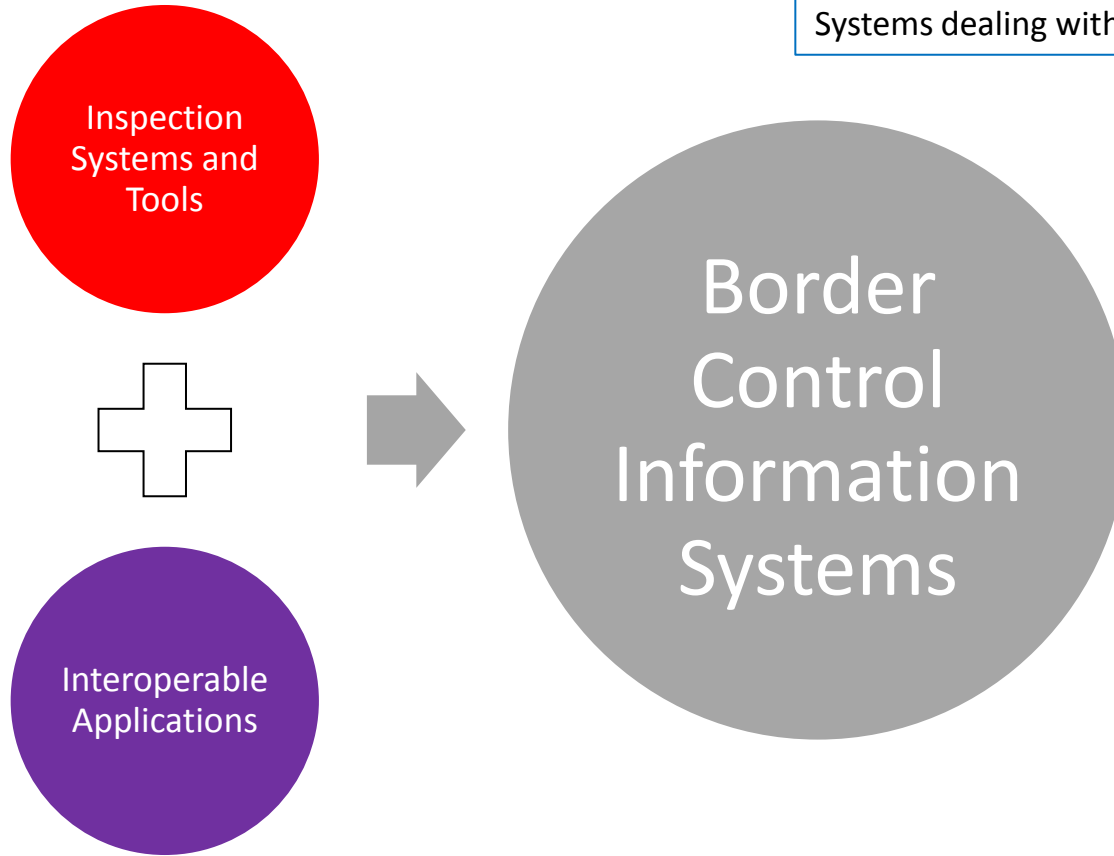 Systems dealing with
Inspection
Systems and
Tools
Border
Control
Information
Systems
Interoperable
Applications